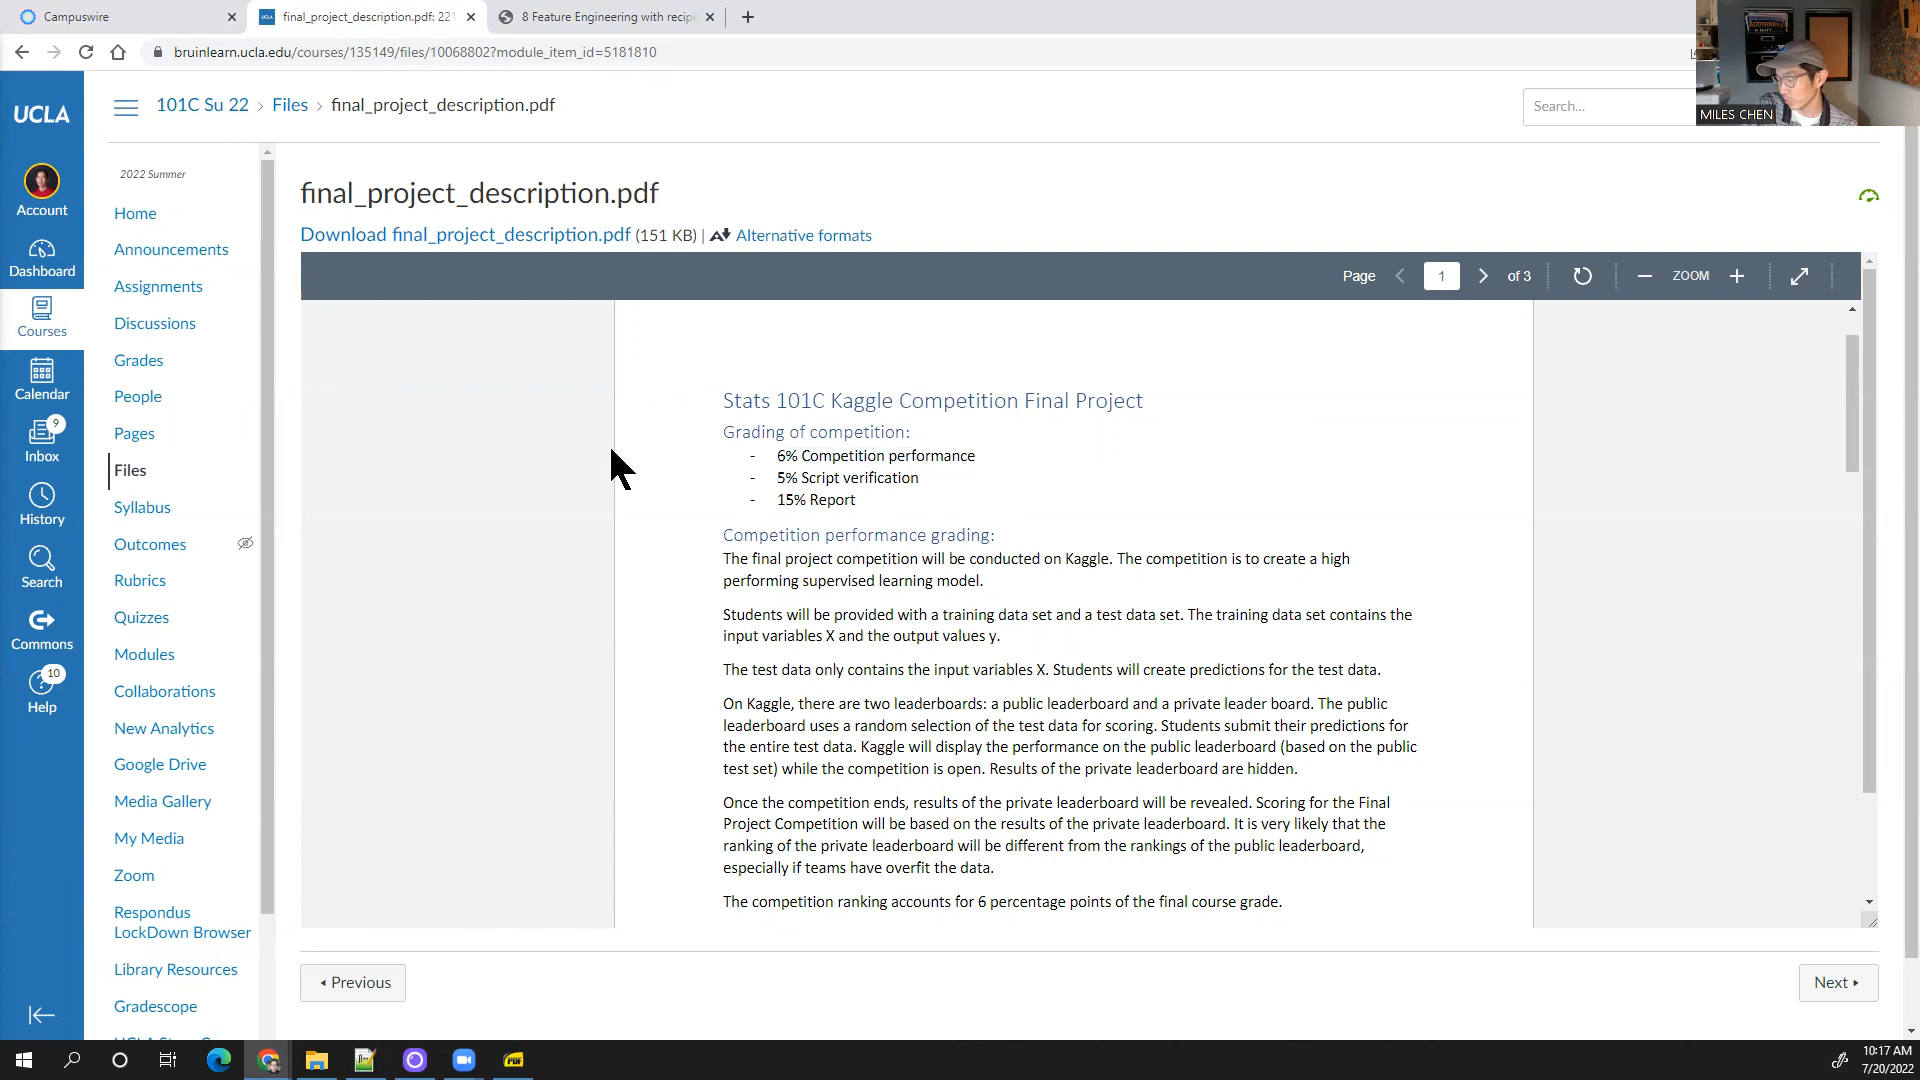 Campuswire
final_project_description.pdf: 221
8 Feature Engineering with recipe
bruinlearn.ucla.edu/courses/135149/files/10068802?module_item_id=5181810
MILES CHEN
UCLA
101C Su 22 › Files › final_project_description.pdf
Search...
Account
Dashboard
Courses
Calendar
9
Inbox
History
Search
Commons
10
Help
2022 Summer
Home
Announcements
Assignments
Discussions
Grades
People
Pages
Files
Syllabus
Outcomes
Rubrics
Quizzes
Modules
Collaborations
New Analytics
Google Drive
Media Gallery
My Media
Zoom
Respondus
LockDown Browser
Library Resources
Gradescope
final_project_description.pdf
Download final_project_description.pdf (151 KB) | Alternative formats
Page 1 of 3 ZOOM
Stats 101C Kaggle Competition Final Project
Grading of competition:
- 6% Competition performance
- 5% Script verification
- 15% Report
Competition performance grading:
The final project competition will be conducted on Kaggle. The competition is to create a high
performing supervised learning model.
Students will be provided with a training data set and a test data set. The training data set contains the
input variables X and the output values y.
The test data only contains the input variables X. Students will create predictions for the test data.
On Kaggle, there are two leaderboards: a public leaderboard and a private leader board. The public
leaderboard uses a random selection of the test data for scoring. Students submit their predictions for
the entire test data. Kaggle will display the performance on the public leaderboard (based on the public
test set) while the competition is open. Results of the private leaderboard are hidden.
Once the competition ends, results of the private leaderboard will be revealed. Scoring for the Final
Project Competition will be based on the results of the private leaderboard. It is very likely that the
ranking of the private leaderboard will be different from the rankings of the public leaderboard,
especially if teams have overfit the data.
The competition ranking accounts for 6 percentage points of the final course grade.
Previous
Next
10:17 AM
7/20/2022